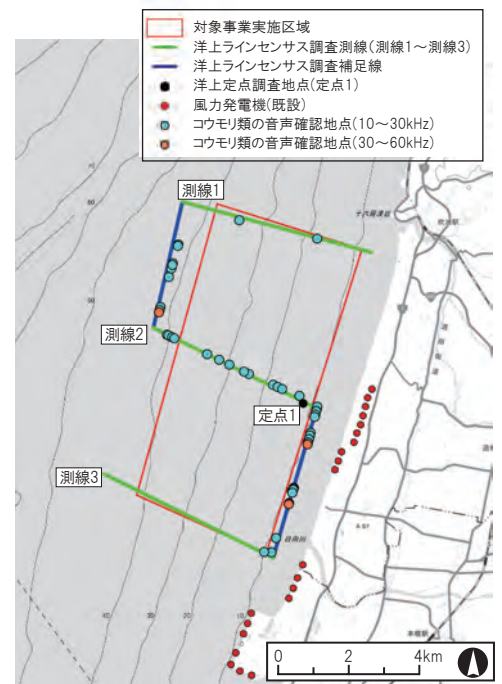 対象事業実施区域
洋上ラインセンサス調査測線(測線1～測線3)
洋上ラインセンサス調査補足線
洋上定点調査地点(定点1)
風力発電機(既設)
コウモリ類の音声確認地点(10～30kHz)
コウモリ類の音声確認地点(30～60kHz)
測線1
測線2
定点1
測線3
40
30
20
10
0 2 4km